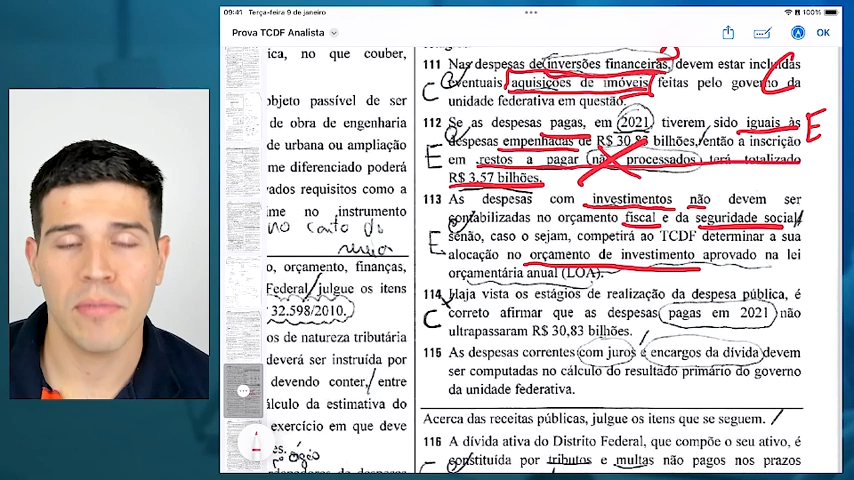 09:41 Terça-feira 9 de janeiro
100%
Prova TCDF Analista
OK
ica, no que couber,
objeto passível de ser
de obra de engenharia
de urbana ou ampliação
me diferenciado poderá
vados requisitos como a
ime no instrumento
no canto do
o, orçamento, finanças,
Federal, julgue os itens
32.598/2010.
os de natureza tributária
deverá ser instruída por
devendo conter, entre
álculo da estimativa do
exercício em que deve
es.
ordenadores de despesas
111 Nas despesas de inversões financeiras, devem estar incluídas
eventuais aquisições de imóveis feitas pelo governo da
unidade federativa em questão.
C
C
112 Se as despesas pagas, em 2021 tiverem sido iguais às
despesas empenhadas de R$ 30,83 bilhões, então a inscrição
em restos a pagar não processados terá totalizado
R$ 3,57 bilhões.
E
E
113 As despesas com investimentos não devem ser
contabilizadas no orçamento fiscal e da seguridade social
senão, caso o sejam, competirá ao TCDF determinar a sua
alocação no orçamento de investimento aprovado na lei
orçamentária anual (LOA).
E
114 Haja vista os estágios de realização da despesa pública, é
correto afirmar que as despesas pagas em 2021 não
ultrapassaram R$ 30,83 bilhões.
C
115 As despesas correntes com juros e encargos da dívida devem
ser computadas no cálculo do resultado primário do governo
da unidade federativa.
Acerca das receitas públicas, julgue os itens que se seguem.
116 A dívida ativa do Distrito Federal, que compõe o seu ativo, é
constituída por tributos e multas não pagos nos prazos